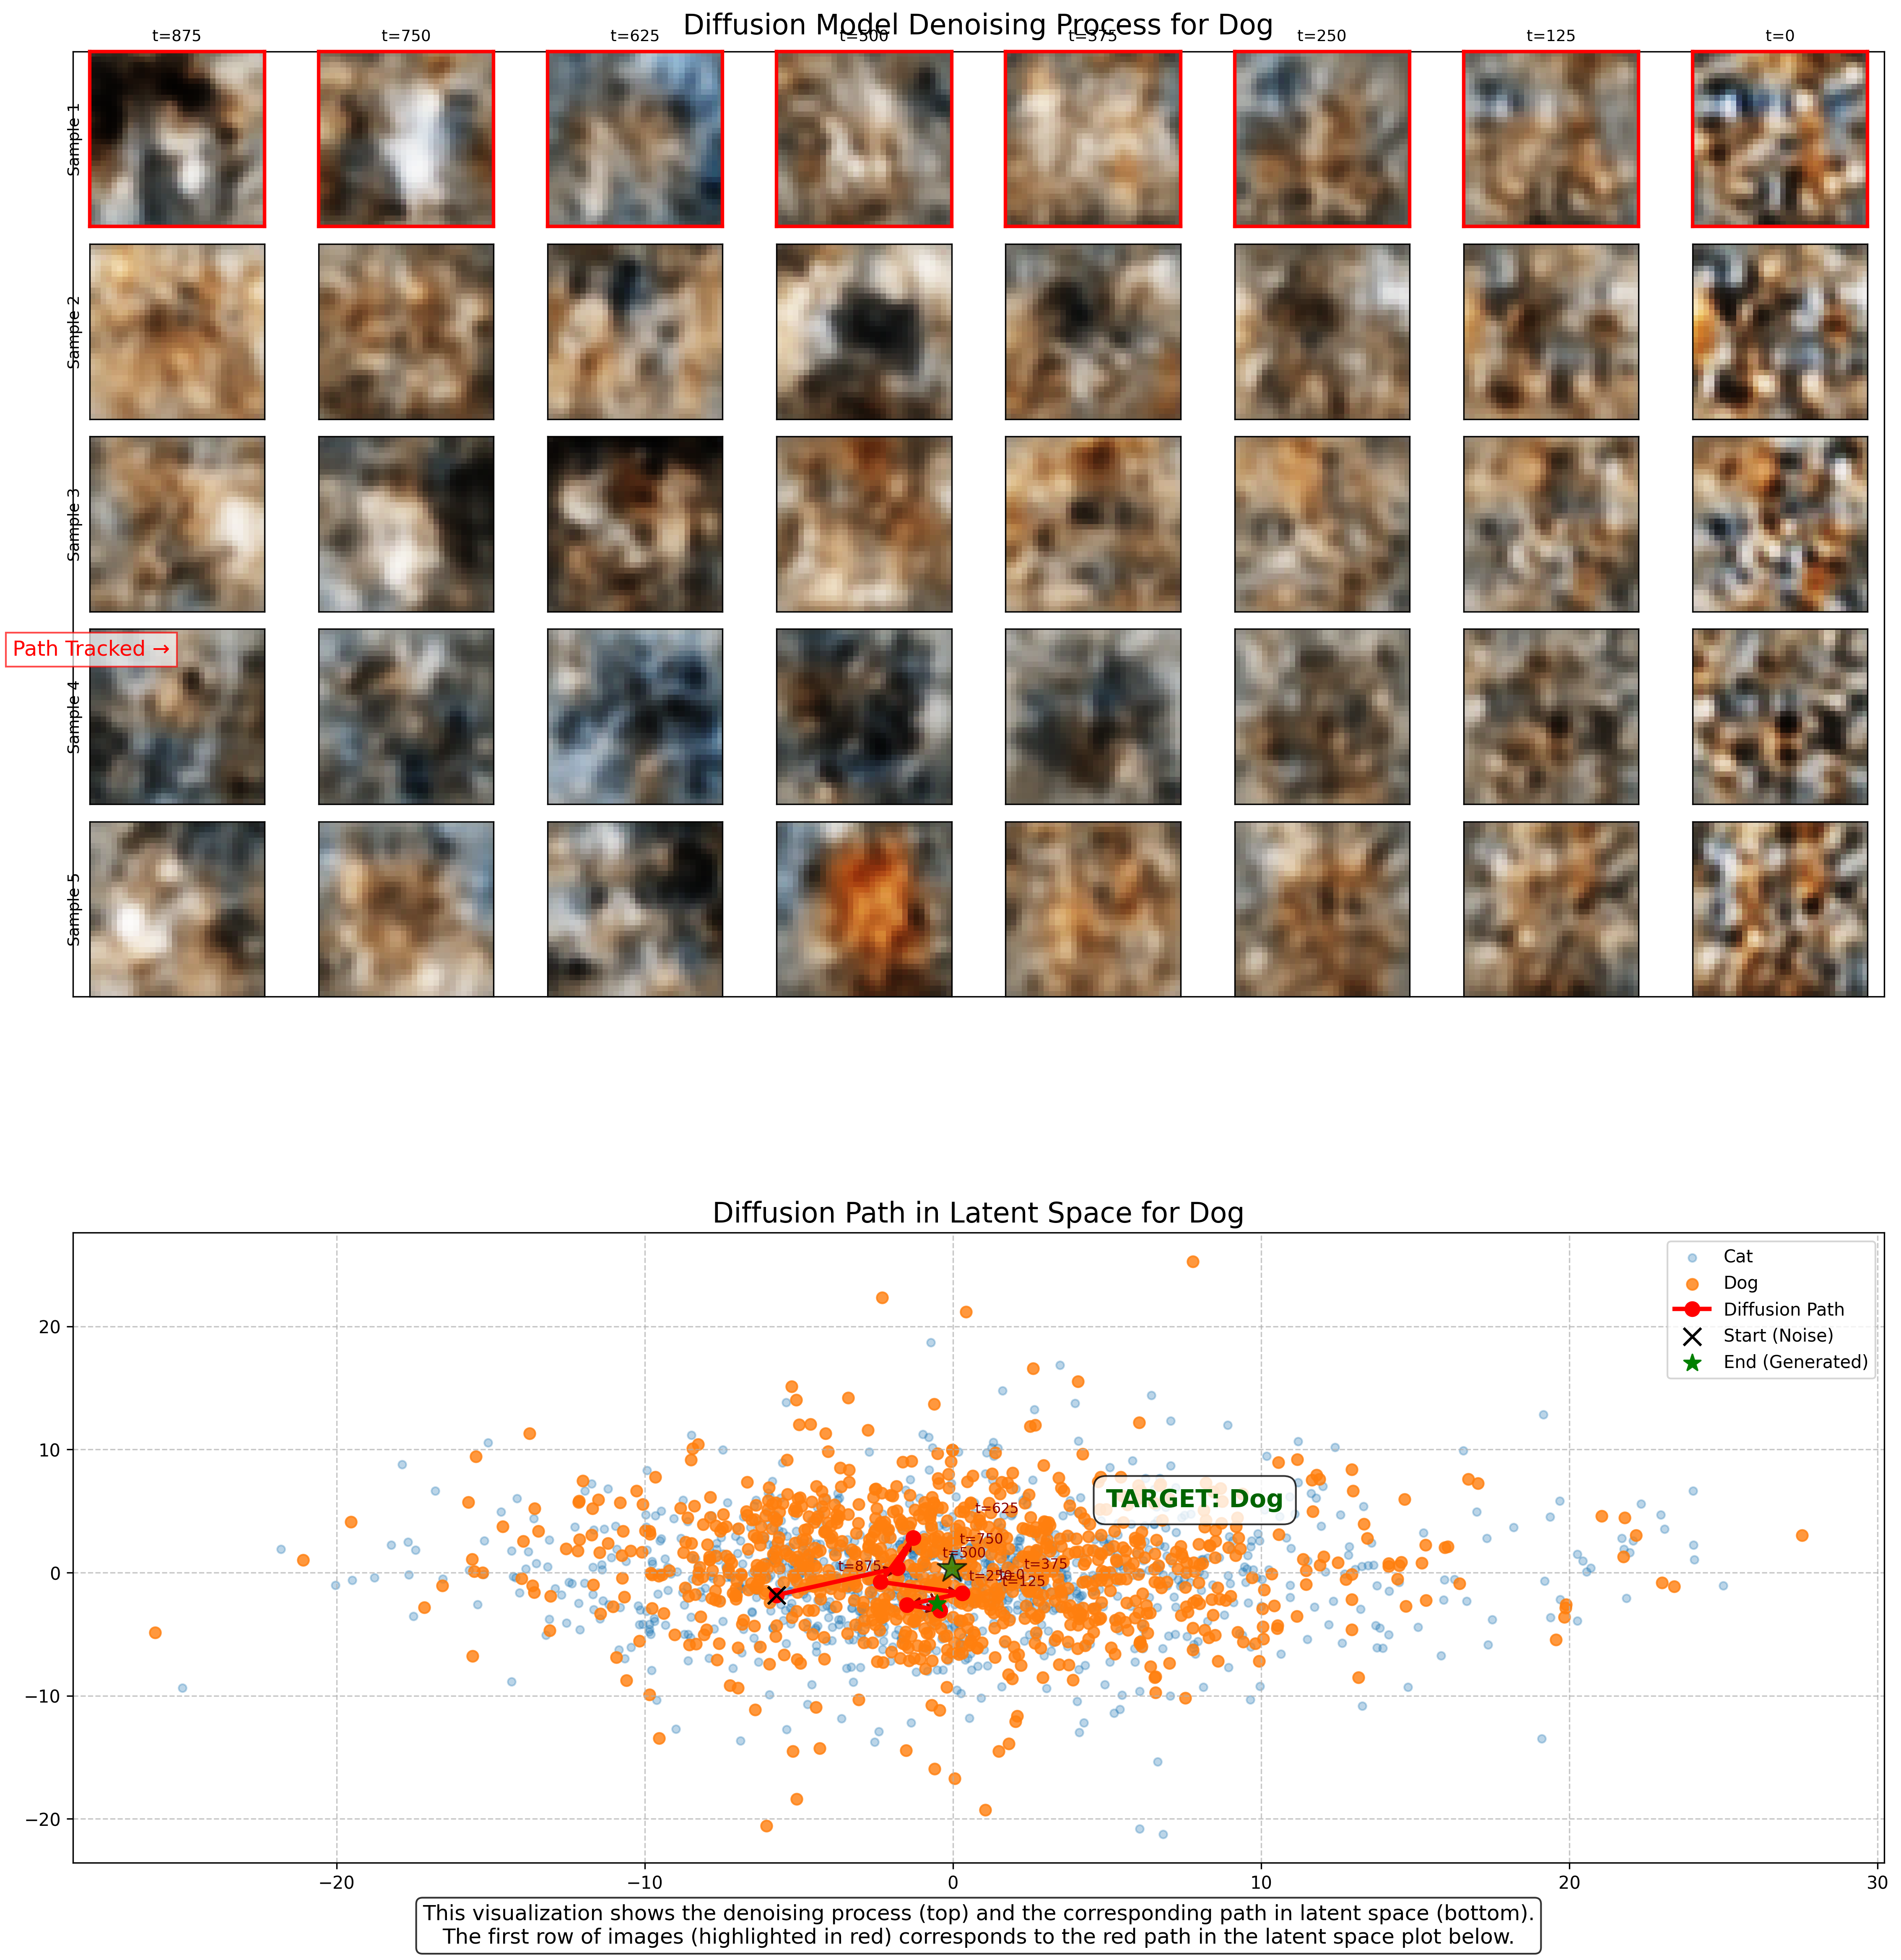 Diffusion Model Denoising Process for Dog
t=875
t=750
t=625
t=500
t=375
t=250
t=125
t=0
Sample 1
Sample 2
Sample 3
Path Tracked →
Sample 4
Sample 5
Diffusion Path in Latent Space for Dog
Cat
Dog
Diffusion Path
Start (Noise)
End (Generated)
20
10
0
−10
−20
TARGET: Dog
t=625
t=750
t=500
t=875
t=375
t=250
t=0
t=125
−20
−10
0
10
20
30
This visualization shows the denoising process (top) and the corresponding path in latent space (bottom).
The first row of images (highlighted in red) corresponds to the red path in the latent space plot below.